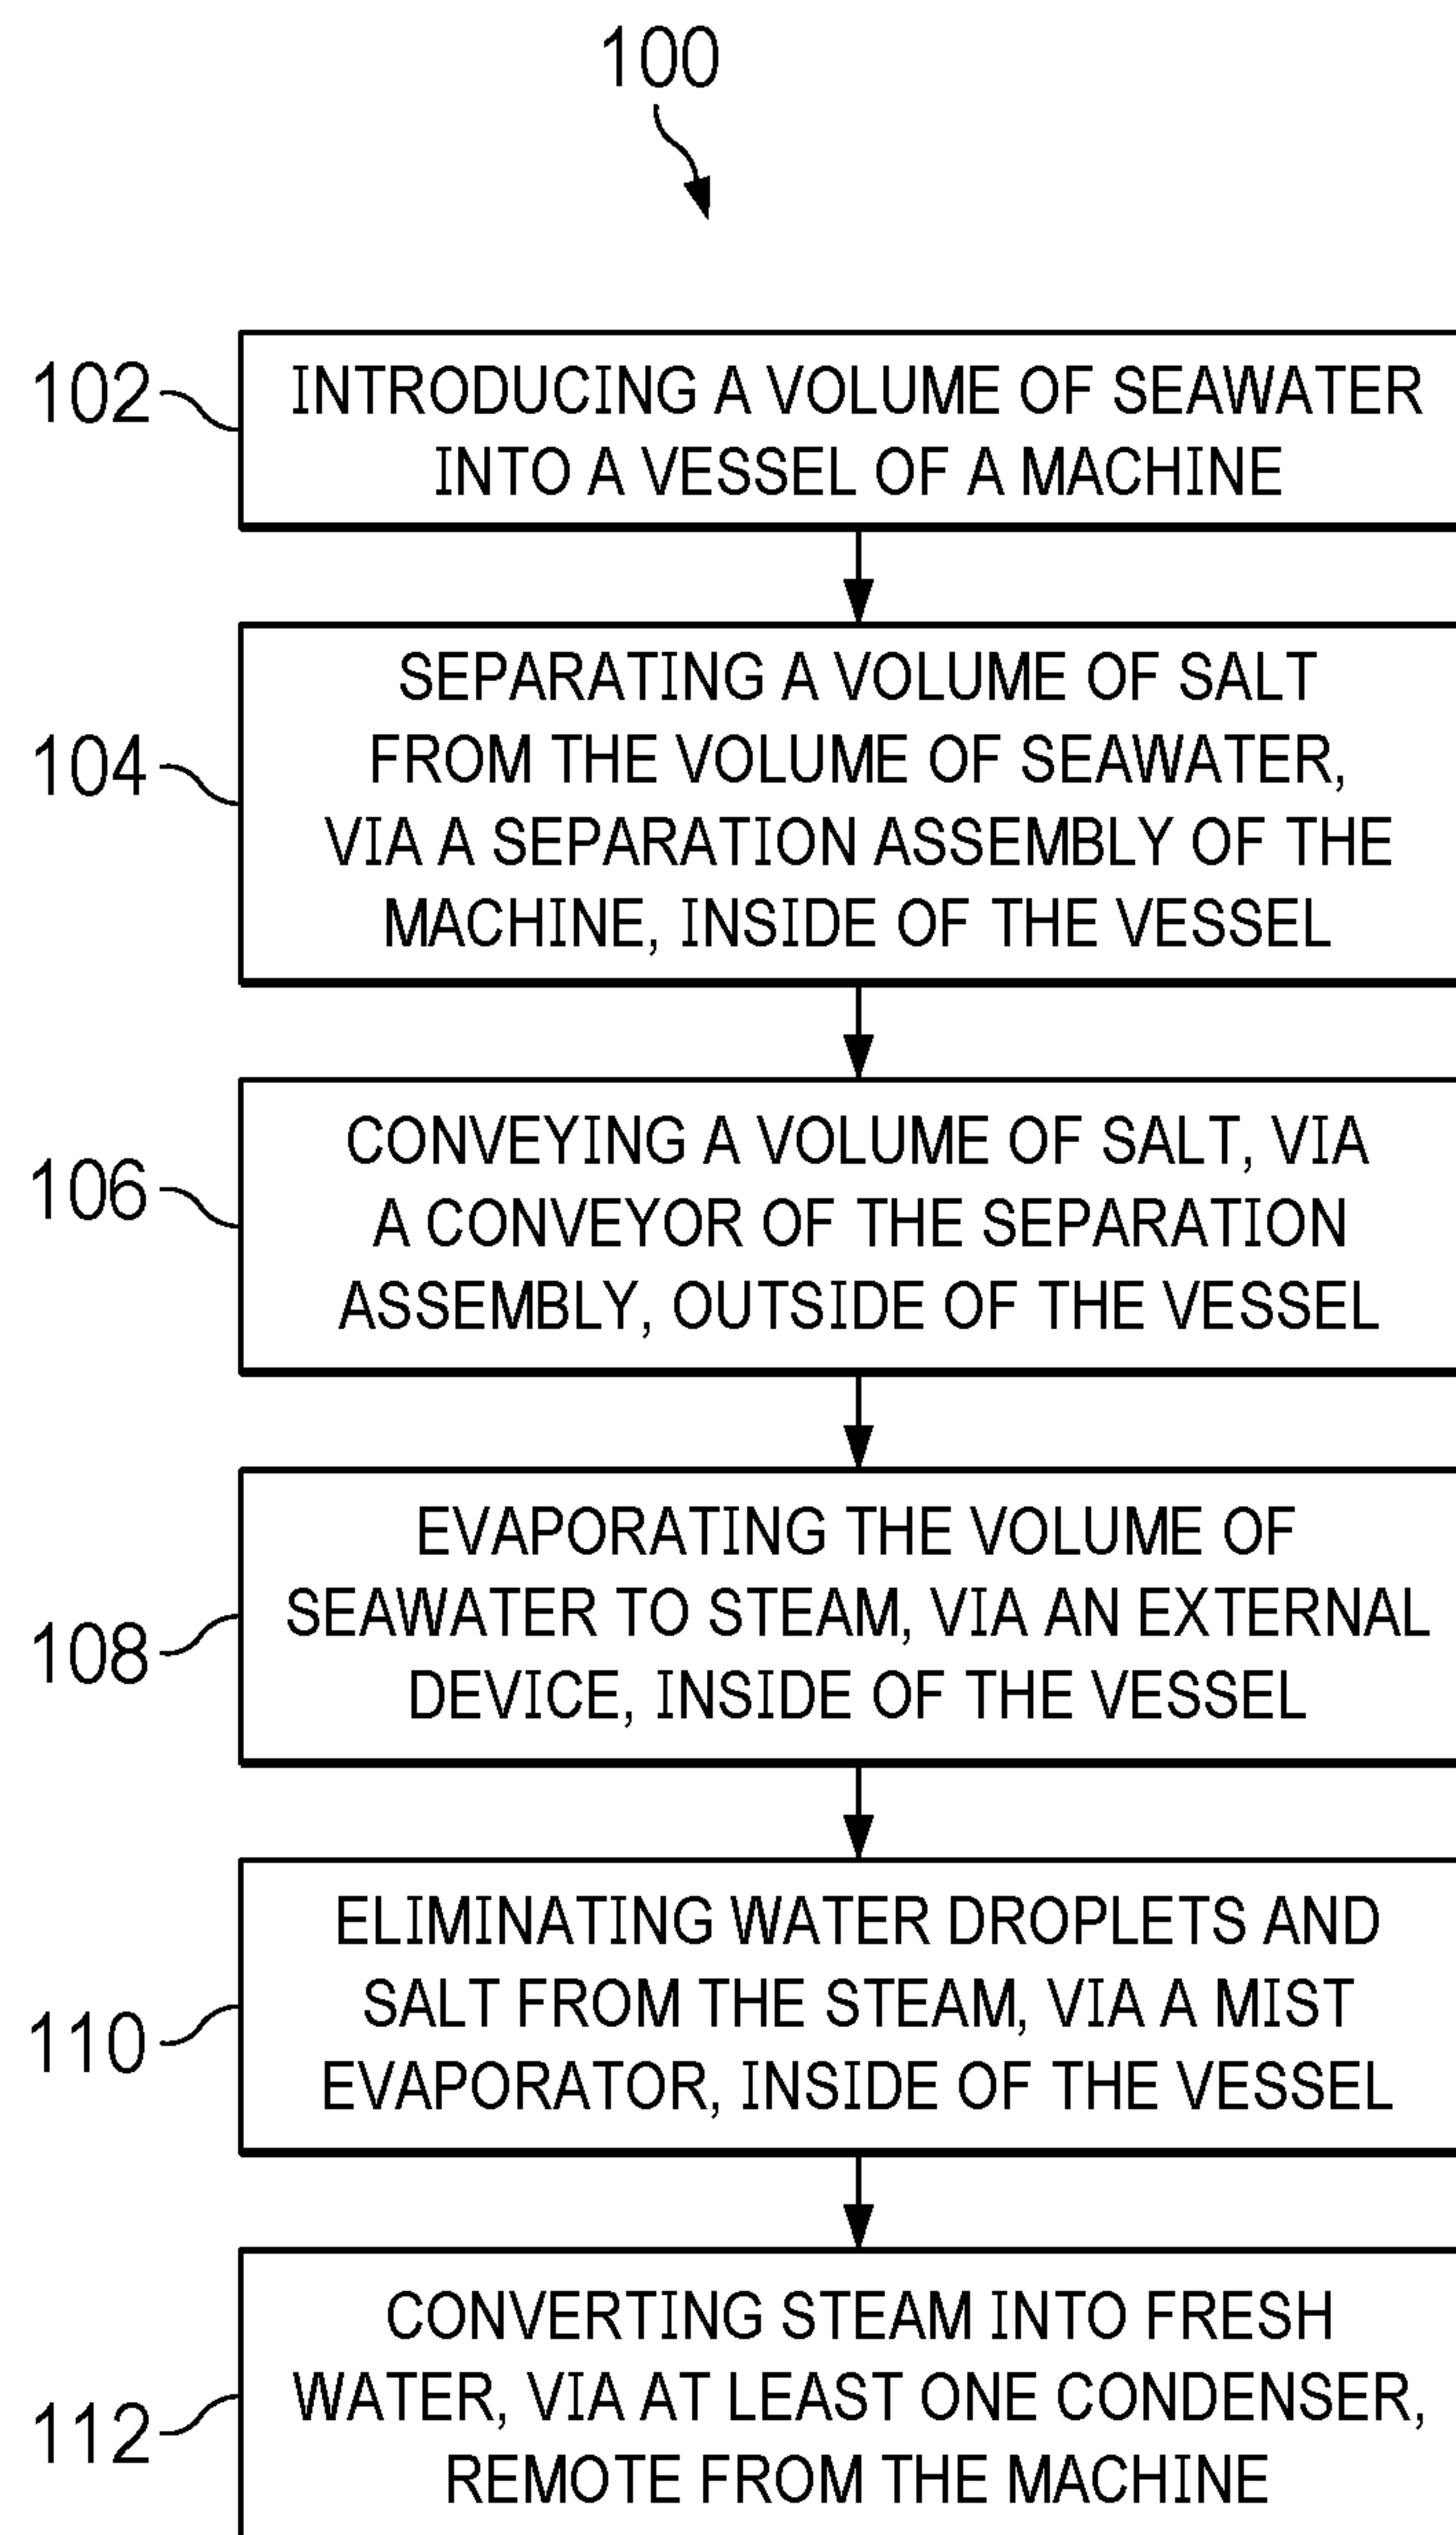 100
102
INTRODUCING A VOLUME OF SEAWATER
INTO A VESSEL OF A MACHINE
104
SEPARATING A VOLUME OF SALT
FROM THE VOLUME OF SEAWATER,
VIA A SEPARATION ASSEMBLY OF THE
MACHINE, INSIDE OF THE VESSEL
106
CONVEYING A VOLUME OF SALT, VIA
A CONVEYOR OF THE SEPARATION
ASSEMBLY, OUTSIDE OF THE VESSEL
108
EVAPORATING THE VOLUME OF
SEAWATER TO STEAM, VIA AN EXTERNAL
DEVICE, INSIDE OF THE VESSEL
110
ELIMINATING WATER DROPLETS AND
SALT FROM THE STEAM, VIA A MIST
EVAPORATOR, INSIDE OF THE VESSEL
112
CONVERTING STEAM INTO FRESH
WATER, VIA AT LEAST ONE CONDENSER,
REMOTE FROM THE MACHINE